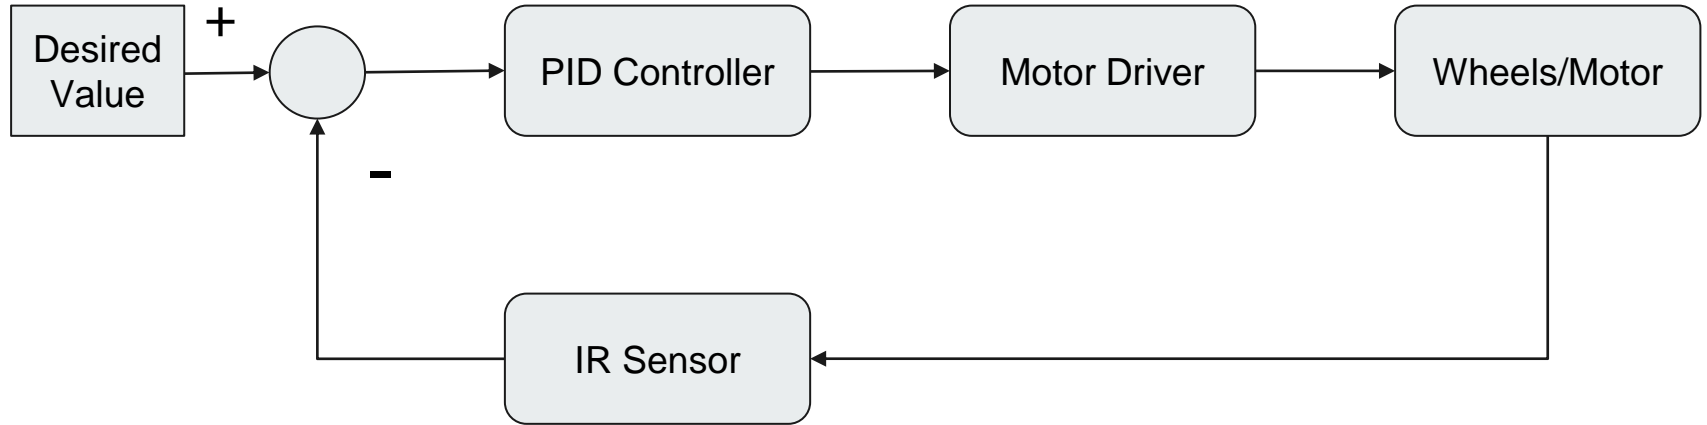 +
Desired
Value
PID Controller
Motor Driver
Wheels/Motor
-
IR Sensor